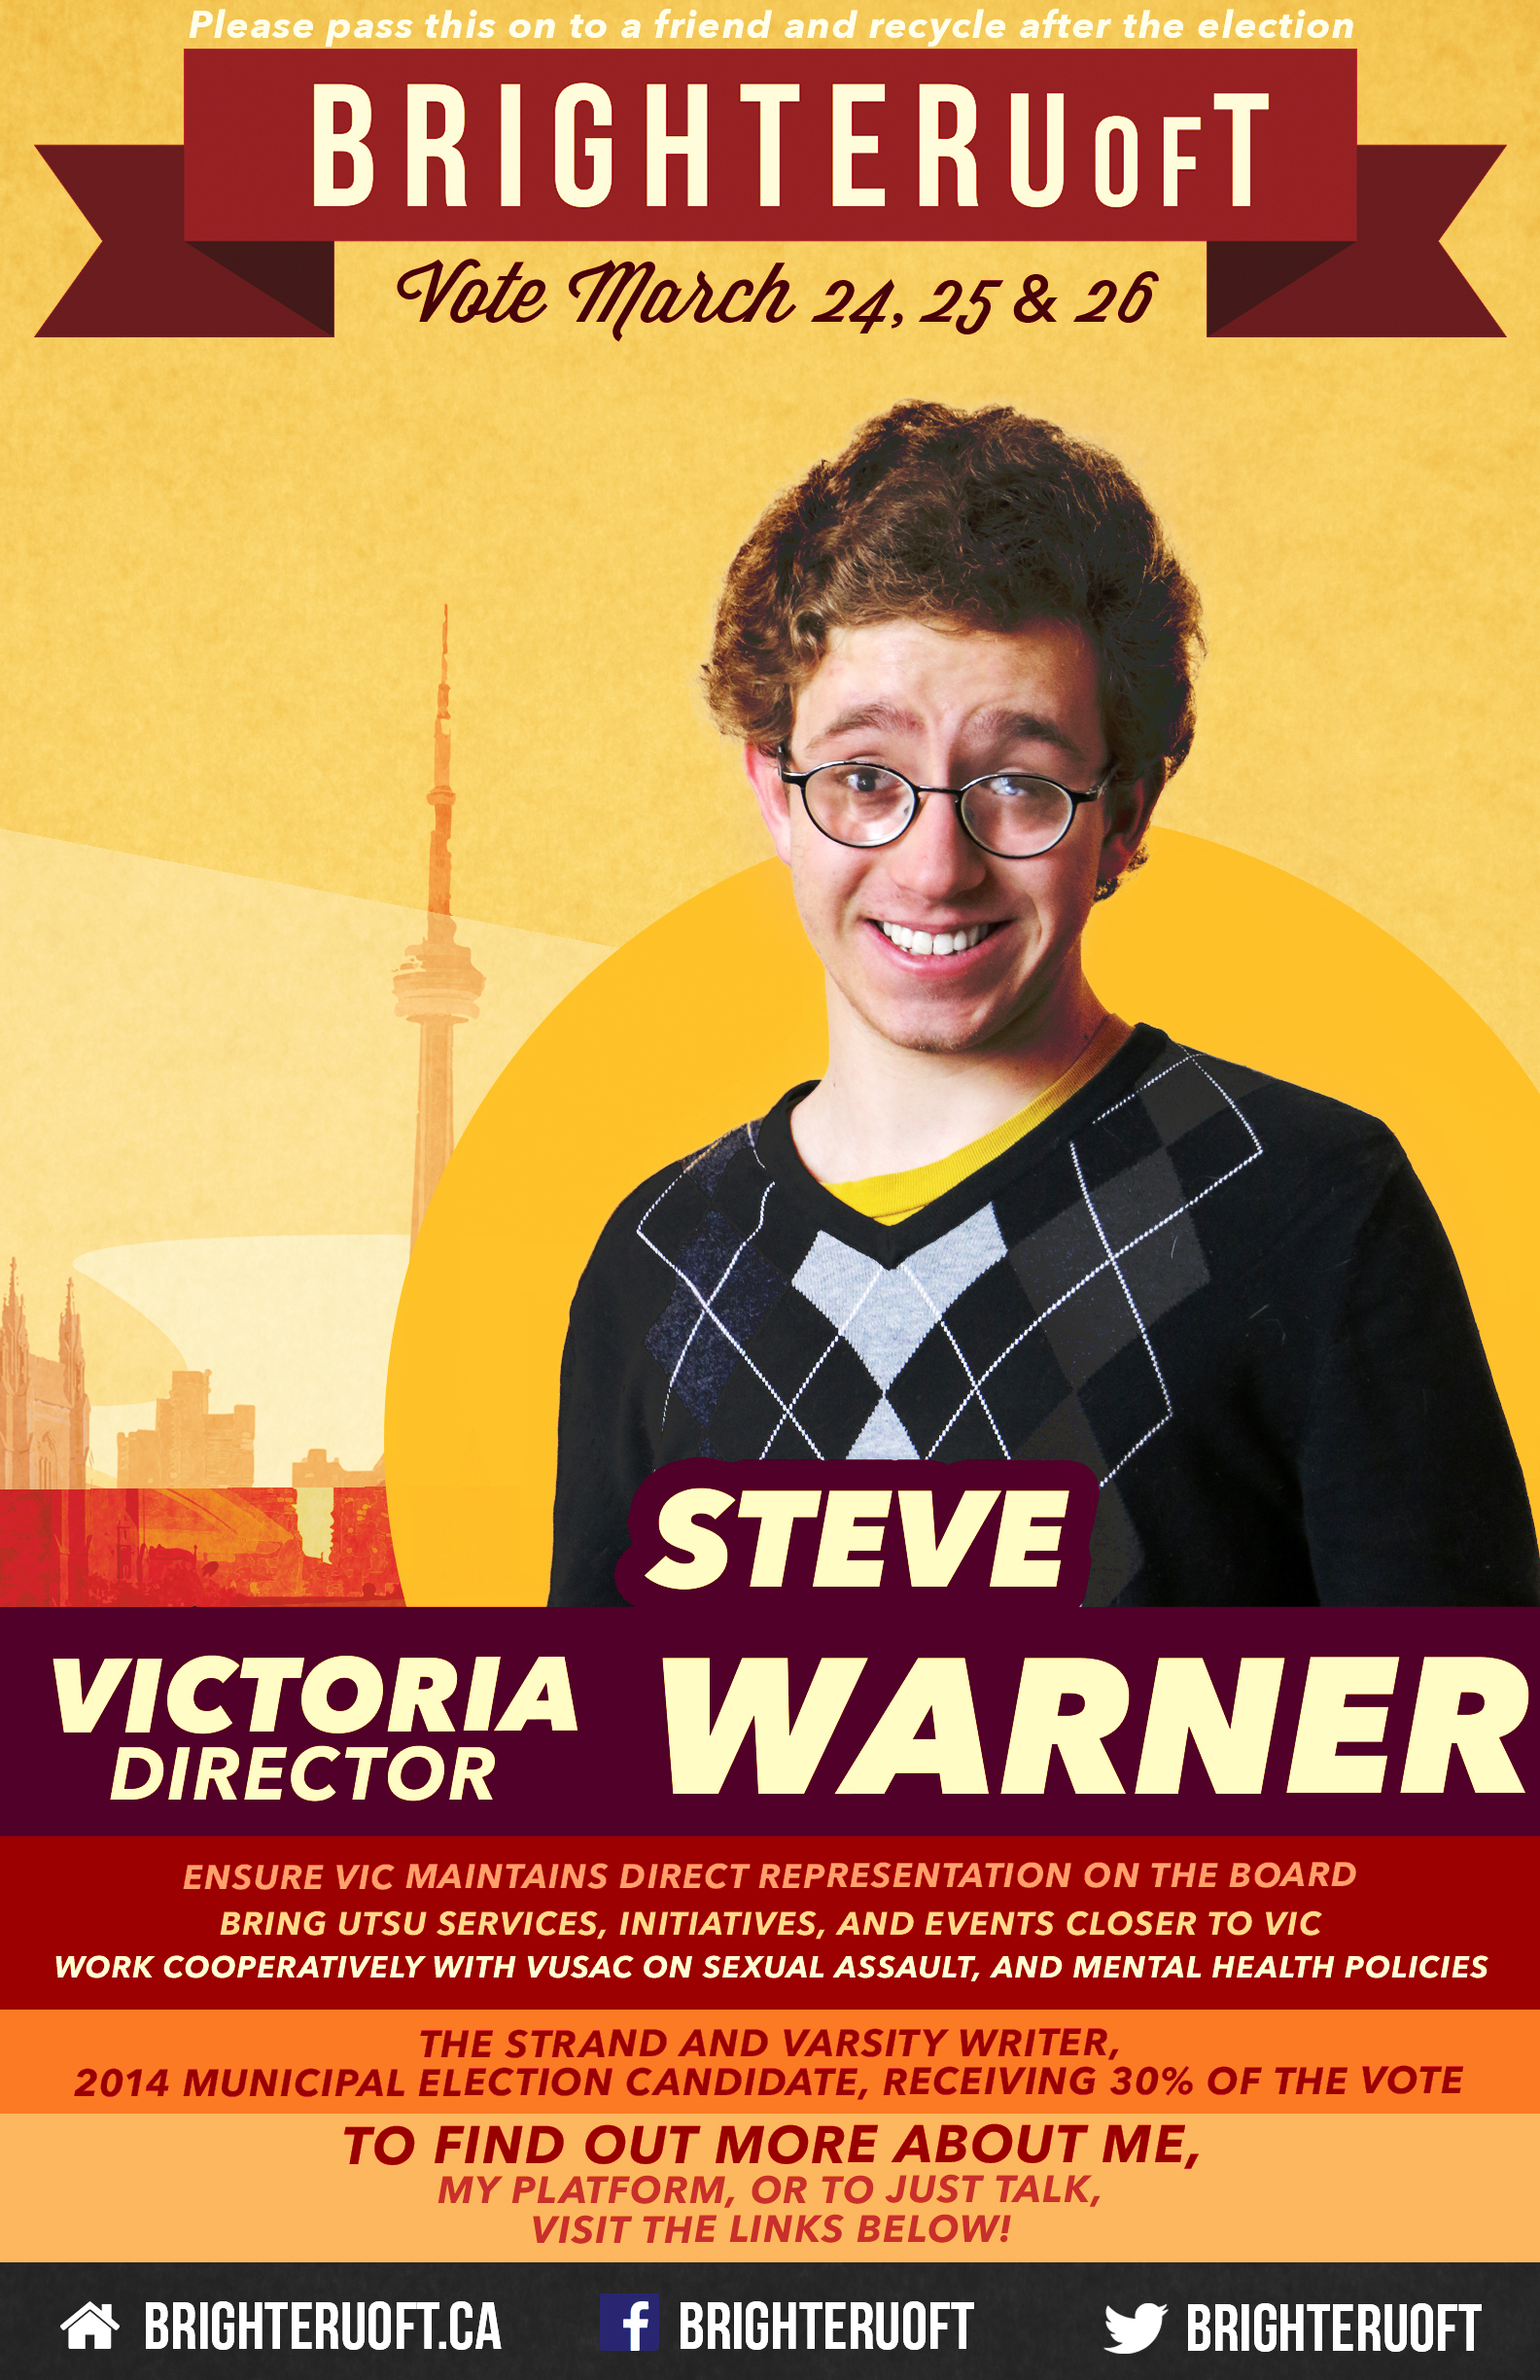 Please pass this on to a friend and recycle after the election
BRIGHTERUOFT
Vote March 24, 25 & 26
STEVE
WARNER
VICTORIA
DIRECTOR
ENSURE VIC MAINTAINS DIRECT REPRESENTATION ON THE BOARD
BRING UTSU SERVICES, INITIATIVES, AND EVENTS CLOSER TO VIC
WORK COOPERATIVELY WITH VUSAC ON SEXUAL ASSAULT, AND MENTAL HEALTH POLICIES
THE STRAND AND VARSITY WRITER,
2014 MUNICIPAL ELECTION CANDIDATE, RECEIVING 30% OF THE VOTE
TO FIND OUT MORE ABOUT ME,
MY PLATFORM, OR TO JUST TALK,
VISIT THE LINKS BELOW!
BRIGHTERUOFT.CA
f BRIGHTERUOFT
BRIGHTERUOFT